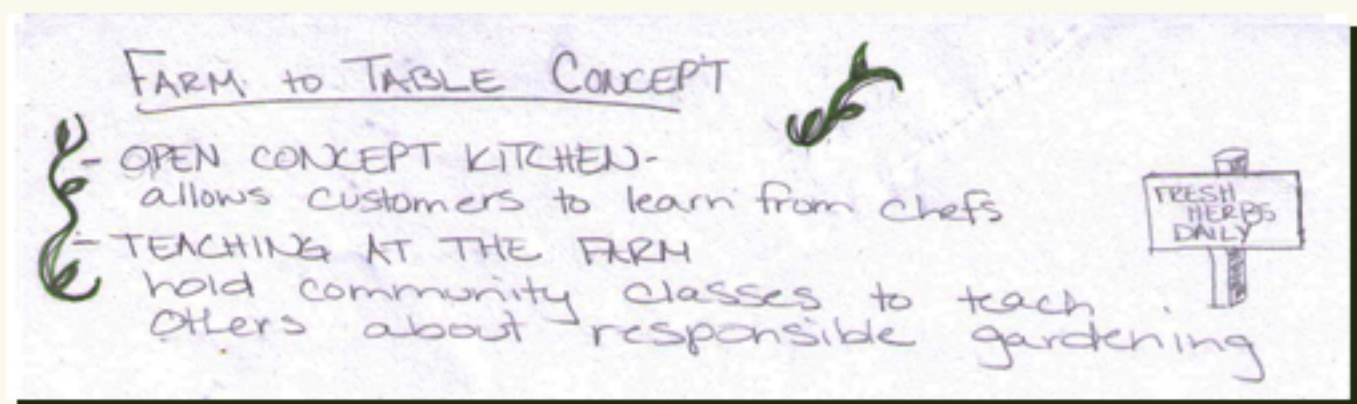 FARM to TABLE CONCEPT
- OPEN CONCEPT KITCHEN-
allows customers to learn from chefs
- TEACHING AT THE FARM
hold community classes to teach
others about responsible gardening
FRESH
HERBS
DAILY